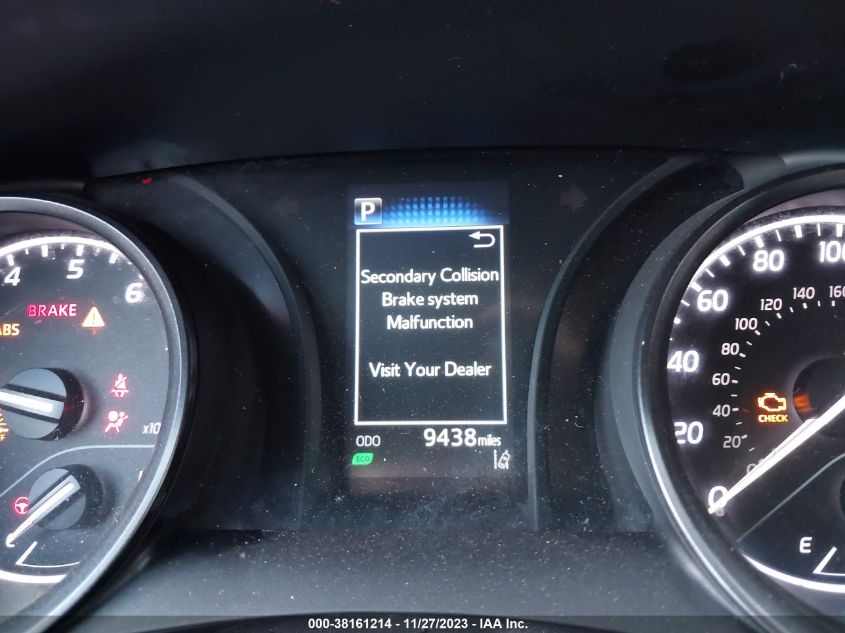 P
Secondary Collision
Brake system
Malfunction
Visit Your Dealer
ODO 9438 miles
ECO
4 5 6
BRAKE
ABS
x10
OFF
0 20 40 60 80 100
20 40 60 80 100 120 140 160
CHECK
E
000-38161214 - 11/27/2023 - IAA Inc.